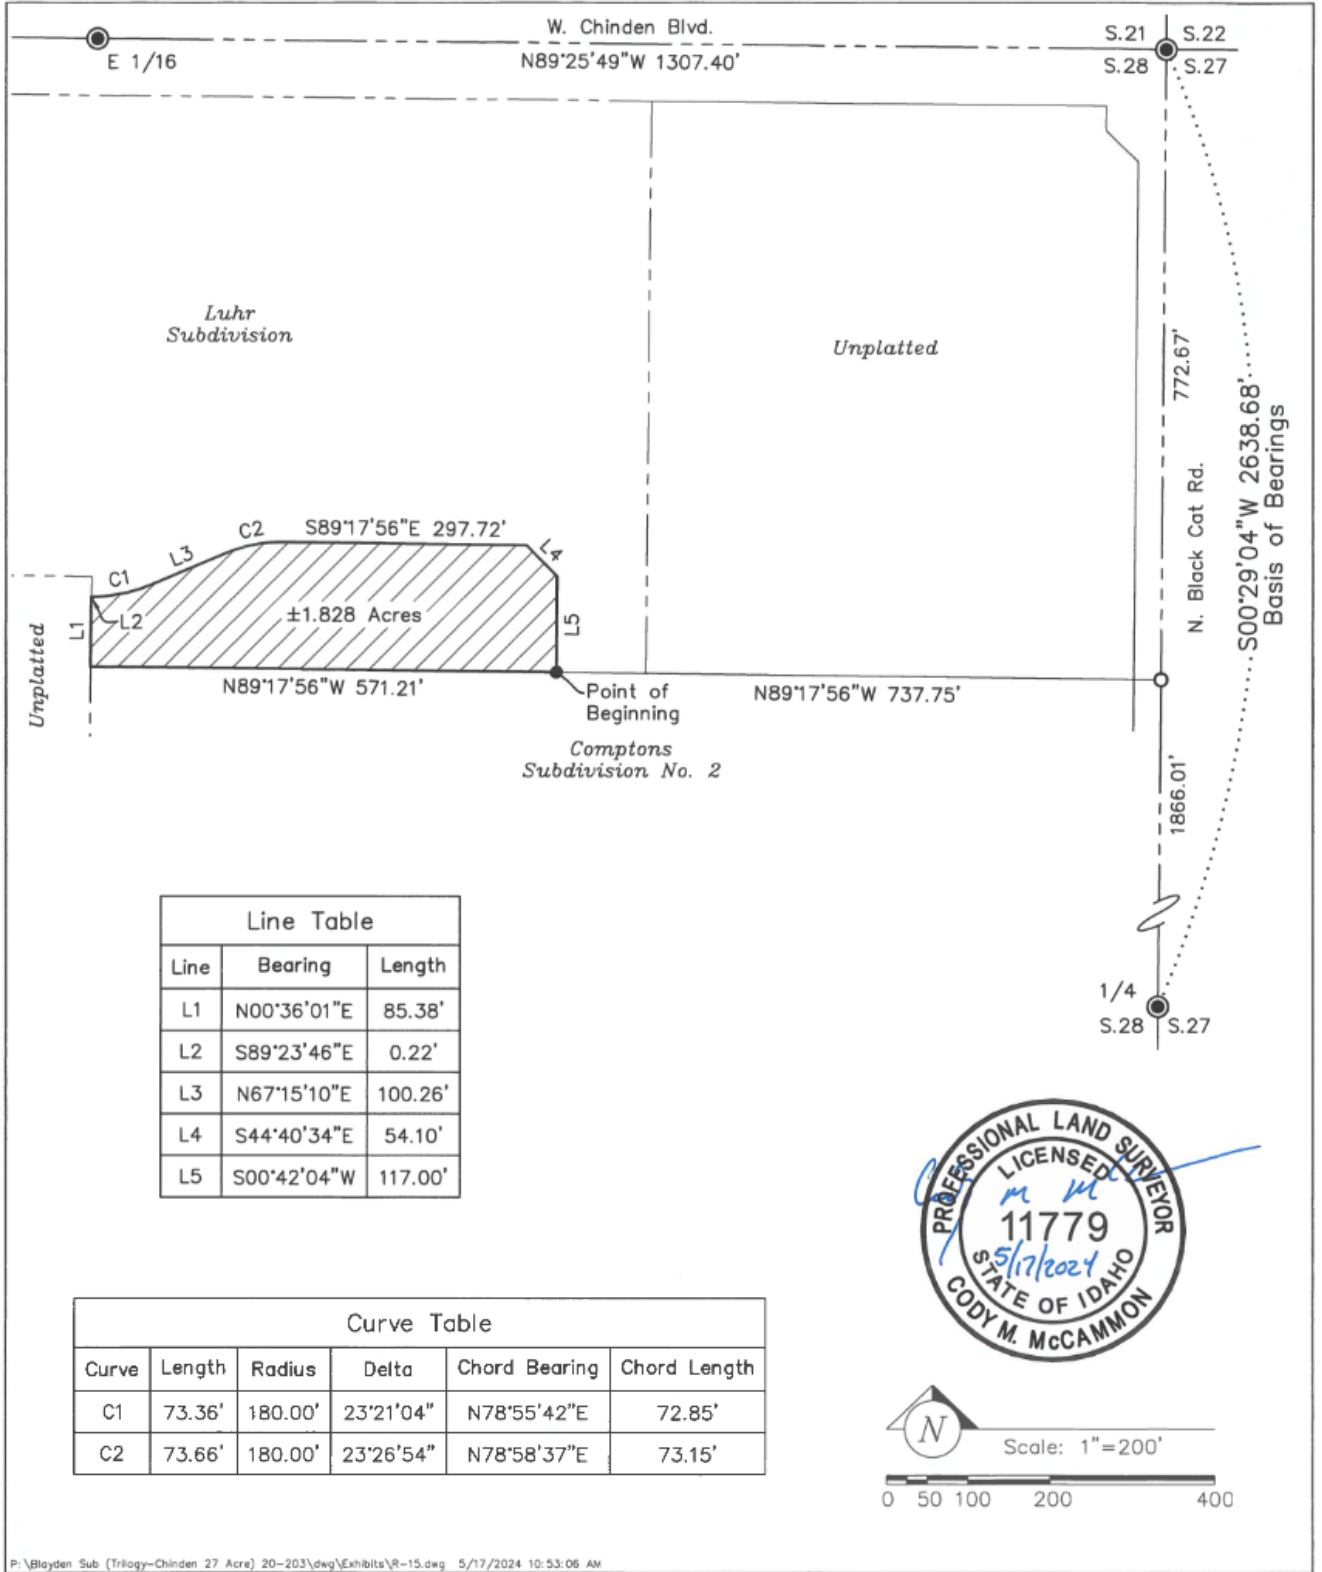 W. Chinden Blvd.
N89°25'49"W 1307.40'
E 1/16
S.21 S.22
S.28 S.27
Luhr
Subdivision
Unplatted
772.67'
N. Black Cat Rd.
S00°29'04"W 2638.68'
Basis of Bearings
C2
S89°17'56"E 297.72'
L4
L3
C1
L2
L1
±1.828 Acres
L5
Unplatted
N89°17'56"W 571.21'
Point of
Beginning
N89°17'56"W 737.75'
Comptons
Subdivision No. 2
1866.01'
1/4
S.28 S.27
Line Table
Line Bearing Length
L1 N00°36'01"E 85.38'
L2 S89°23'46"E 0.22'
L3 N67°15'10"E 100.26'
L4 S44°40'34"E 54.10'
L5 S00°42'04"W 117.00'
PROFESSIONAL LAND SURVEYOR
LICENSED
11779
5/17/2024
STATE OF IDAHO
CODY M. McCAMMON
Curve Table
Curve Length Radius Delta Chord Bearing Chord Length
C1 73.36' 180.00' 23°21'04" N78°55'42"E 72.85'
C2 73.66' 180.00' 23°26'54" N78°58'37"E 73.15'
N
Scale: 1"=200'
0 50 100 200 400
P:\Blayden Sub (Trilogy-Chinden 27 Acre) 20-203\dwg\Exhibits\R-15.dwg 5/17/2024 10:53:06 AM